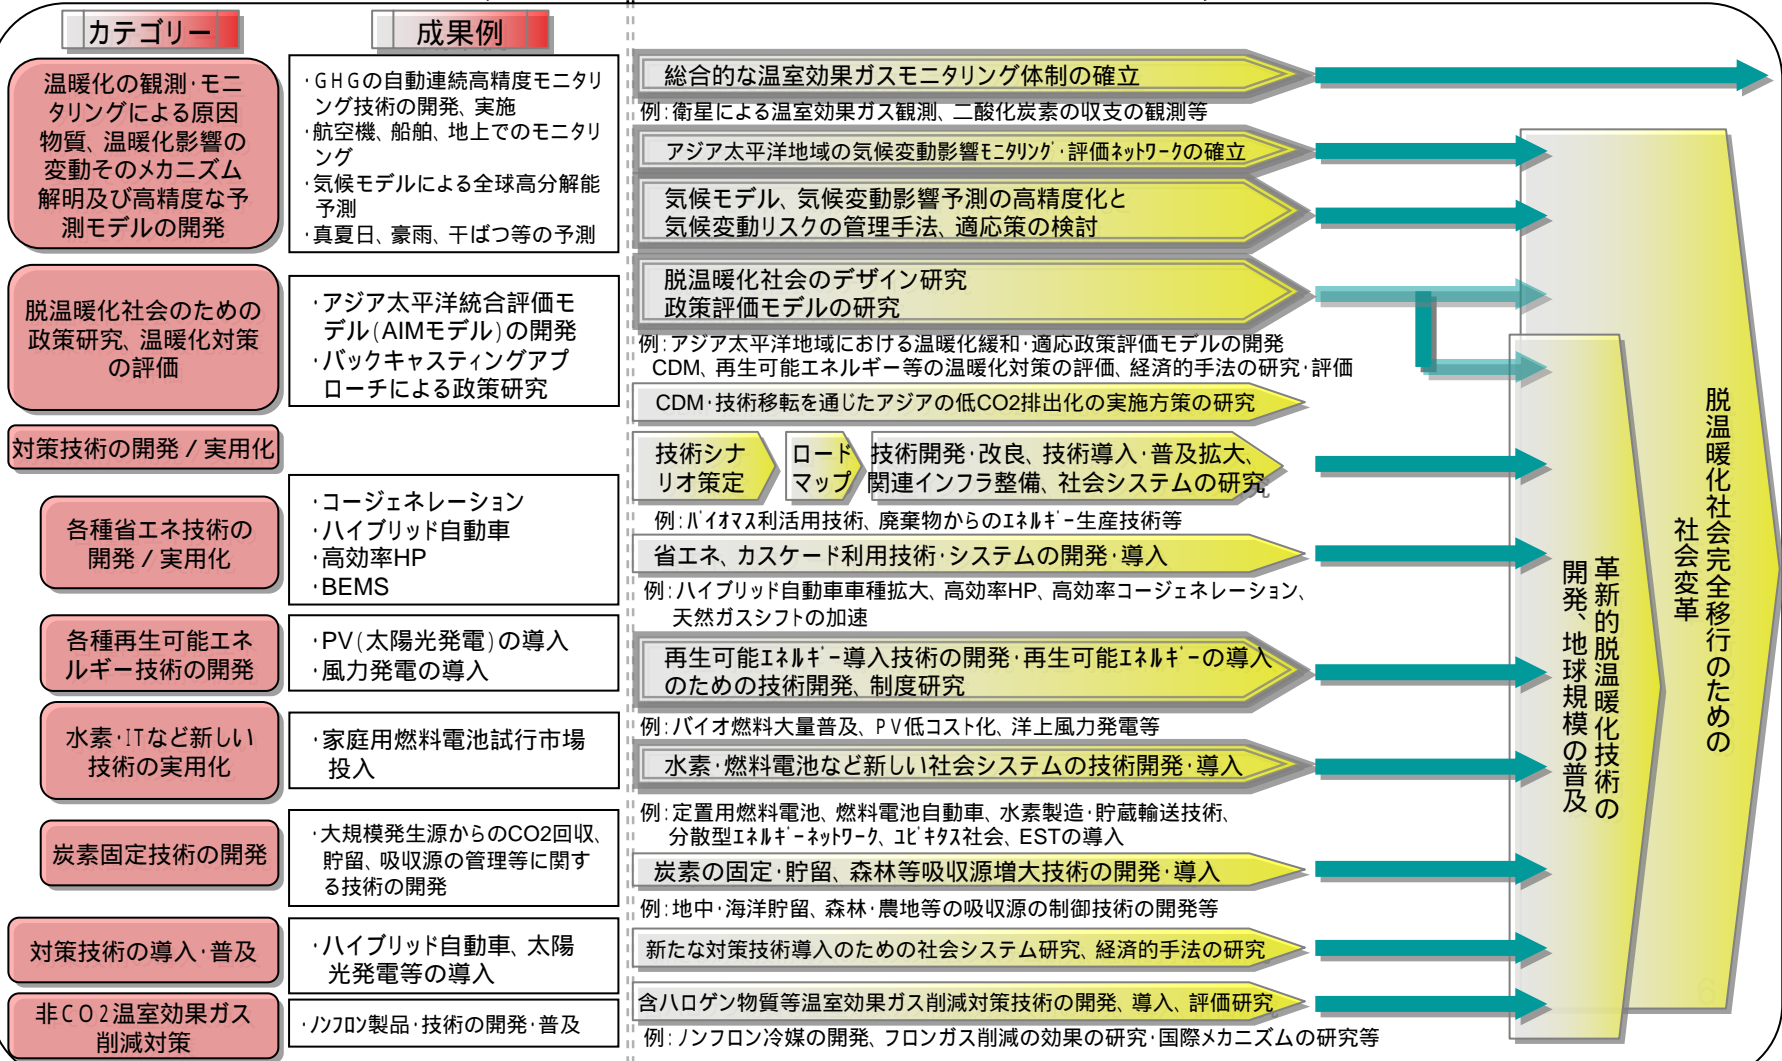 カテゴリー
成果例
温暖化の観測・モニ
タリングによる原因
物質、温暖化影響の
変動そのメカニズム
解明及び高精度な予
測モデルの開発
・GHGの自動連続高精度モニタリ
ング技術の開発、実施
・航空機、船舶、地上でのモニタリ
ング
・気候モデルによる全球高分解能
予測
・真夏日、豪雨、干ばつ等の予測
総合的な温室効果ガスモニタリング体制の確立
例:衛星による温室効果ガス観測、二酸化炭素の収支の観測等
アジア太平洋地域の気候変動影響ﾓﾆﾀﾘﾝｸﾞ・評価ﾈｯﾄﾜｰｸの確立
気候モデル、気候変動影響予測の高精度化と
気候変動リスクの管理手法、適応策の検討
脱温暖化社会のための
政策研究、温暖化対策
の評価
・アジア太平洋統合評価モ
デル(AIMモデル)の開発
・バックキャスティングアプ
ローチによる政策研究
脱温暖化社会のデザイン研究
政策評価モデルの研究
例:アジア太平洋地域における温暖化緩和・適応政策評価モデルの開発
CDM、再生可能エネルギー等の温暖化対策の評価、経済的手法の研究・評価
CDM・技術移転を通じたアジアの低CO2排出化の実施方策の研究
対策技術の開発/実用化
技術シナ
リオ策定
ロード
マップ
技術開発・改良、技術導入・普及拡大、
関連インフラ整備、社会システムの研究
例:ﾊﾞｲｵﾏｽ利活用技術、廃棄物からのｴﾈﾙｷﾞｰ生産技術等
各種省エネ技術の
開発/実用化
・コージェネレーション
・ハイブリッド自動車
・高効率HP
・BEMS
省エネ、カスケード利用技術・システムの開発・導入
例:ハイブリッド自動車車種拡大、高効率HP、高効率コージェネレーション、
天然ガスシフトの加速
各種再生可能エネ
ルギー技術の開発
・PV(太陽光発電)の導入
・風力発電の導入
再生可能ｴﾈﾙｷﾞｰ導入技術の開発・再生可能ｴﾈﾙｷﾞｰの導入
のための技術開発、制度研究
例:バイオ燃料大量普及、PV低コスト化、洋上風力発電等
水素・ITなど新しい
技術の実用化
・家庭用燃料電池試行市場
投入
水素・燃料電池など新しい社会システムの技術開発・導入
例:定置用燃料電池、燃料電池自動車、水素製造・貯蔵輸送技術、
分散型ｴﾈﾙｷﾞｰネットワーク、ﾕﾋﾞｷﾀｽ社会、ESTの導入
炭素固定技術の開発
・大規模発生源からのCO2回収、
貯留、吸収源の管理等に関す
る技術の開発
炭素の固定・貯留、森林等吸収源増大技術の開発・導入
例:地中・海洋貯留、森林・農地等の吸収源の制御技術の開発等
対策技術の導入・普及
・ハイブリッド自動車、太陽
光発電等の導入
新たな対策技術導入のための社会システム研究、経済的手法の研究
非CO2温室効果ガス
削減対策
・ノンフロン製品・技術の開発・普及
含ハロゲン物質等温室効果ガス削減対策技術の開発、導入、評価研究
例:ノンフロン冷媒の開発、フロンガス削減の効果の研究・国際メカニズムの研究等
革新的脱温暖化技術の
開発、地球規模の普及
脱温暖化社会完全移行のための
社会変革
6